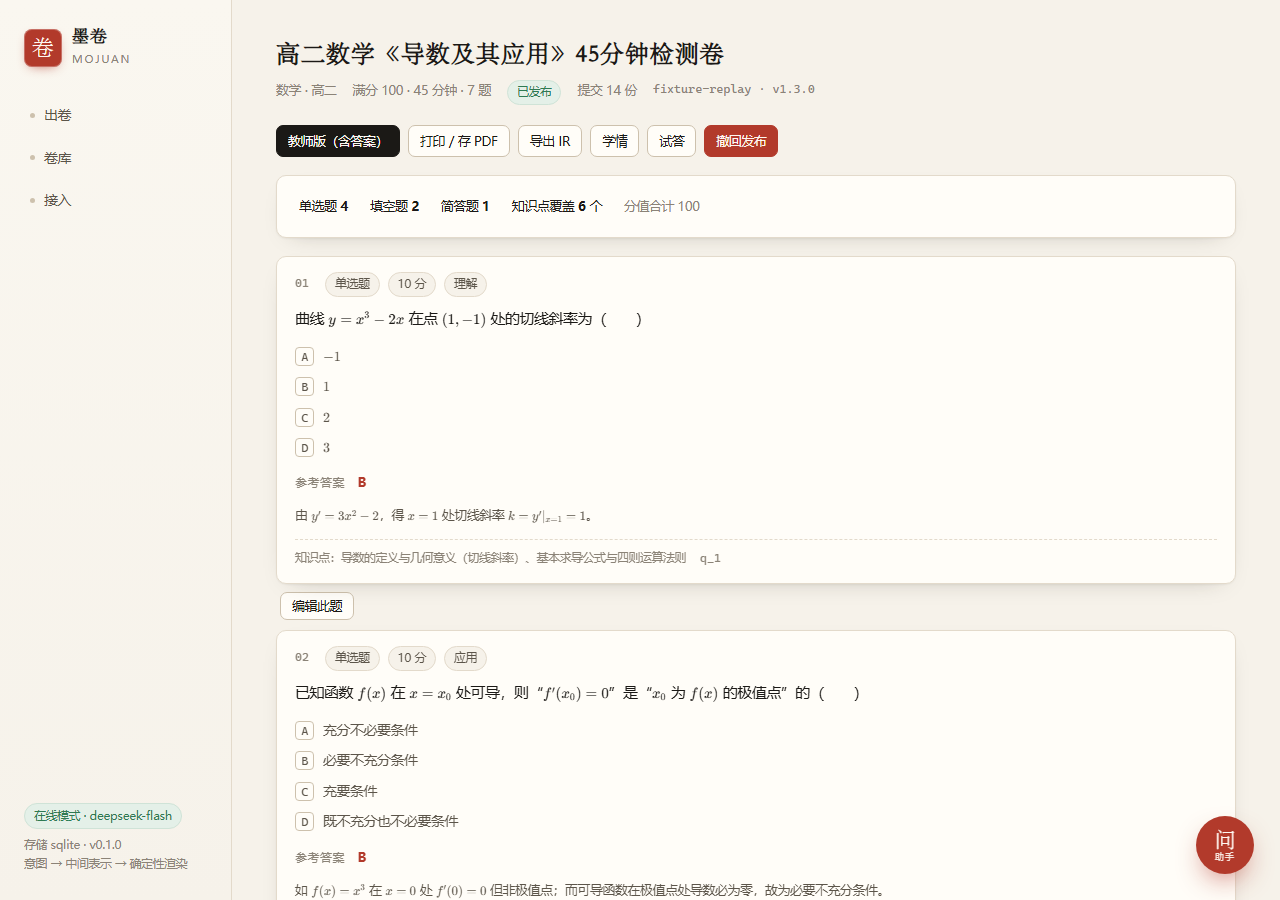 卷 墨卷
MOJUAN
出卷
卷库
接入
在线模式 · deepseek-flash
存储 sqlite · v0.1.0
意图 → 中间表示 → 确定性渲染
高二数学《导数及其应用》45分钟检测卷
数学 · 高二 满分 100 · 45 分钟 · 7 题 已发布 提交 14 份 fixture-replay · v1.3.0
教师版（含答案） 打印 / 存 PDF 导出 IR 学情 试答 撤回发布
单选题 4 填空题 2 简答题 1 知识点覆盖 6 个 分值合计 100
01 单选题 10 分 理解
曲线 y = x³ − 2x 在点 (1, −1) 处的切线斜率为（　　）
A −1
B 1
C 2
D 3
参考答案 B
由 y′ = 3x² − 2，得 x = 1 处切线斜率 k = y′|ₓ₌₁ = 1。
知识点：导数的定义与几何意义（切线斜率）、基本求导公式与四则运算法则 q_1
编辑此题
02 单选题 10 分 应用
已知函数 f(x) 在 x = x₀ 处可导，则“f′(x₀) = 0”是“x₀ 为 f(x) 的极值点”的（　　）
A 充分不必要条件
B 必要不充分条件
C 充要条件
D 既不充分也不必要条件
参考答案 B
如 f(x) = x³ 在 x = 0 处 f′(0) = 0 但非极值点；而可导函数在极值点处导数必为零，故为必要不充分条件。
问
助手